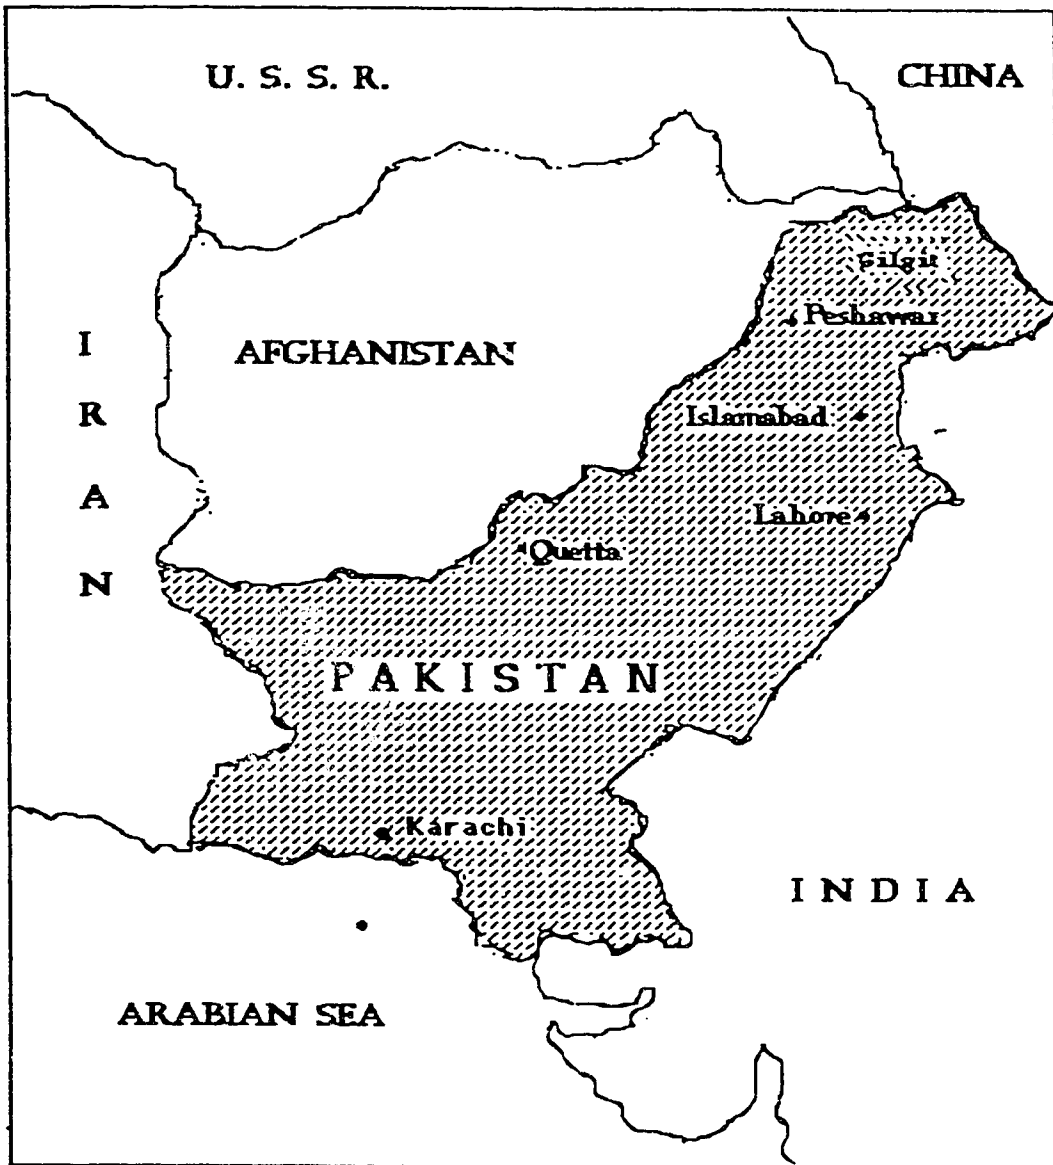 U. S. S. R.
CHINA
Gilgit
Peshawar
I
R
A
N
AFGHANISTAN
Islamabad
Lahore
Quetta
PAKISTAN
Karachi
INDIA
ARABIAN SEA